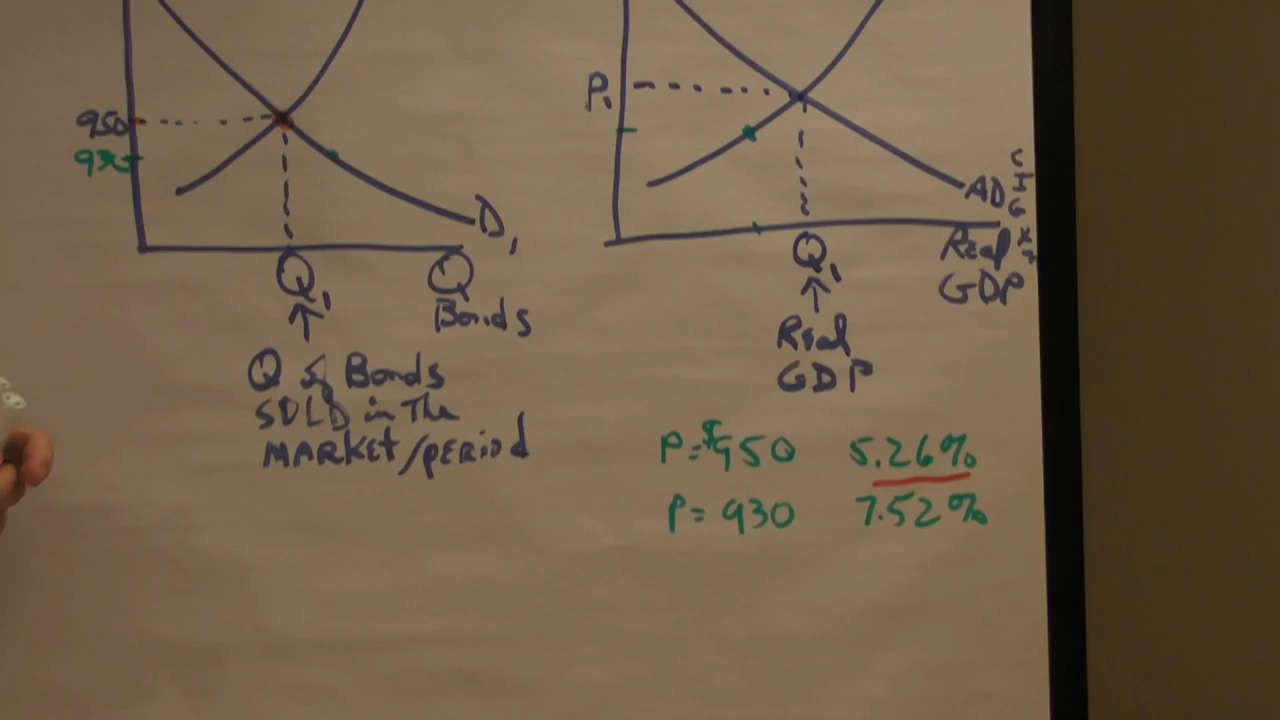 950
930
D₁
Q₁
Q
Bonds
Q of Bonds
SOLD in The
MARKET/PERIOD
P₁
AD
C
I
G
Q₁
Real
GDP
Real
GDP
P=$950 5.26%
P=930 7.52%